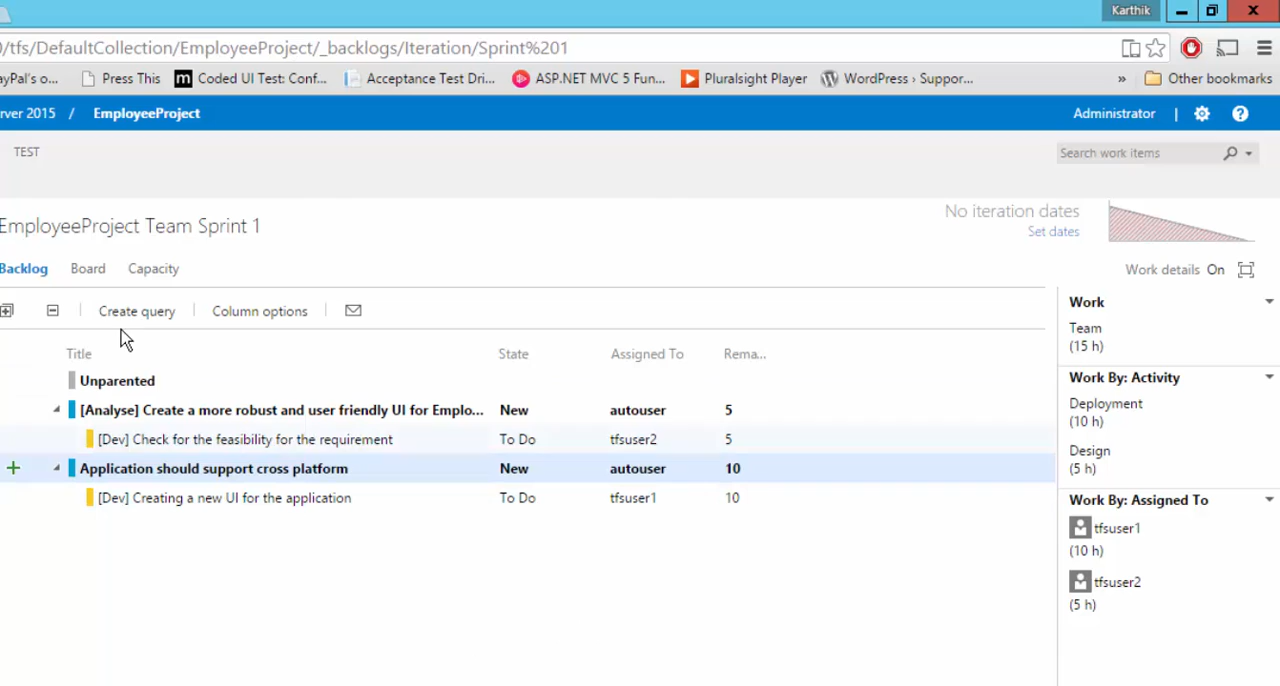 Karthik
0/tfs/DefaultCollection/EmployeeProject/_backlogs/Iteration/Sprint%201
ayPal's o... Press This m Coded UI Test: Conf... Acceptance Test Dri... ASP.NET MVC 5 Fun... Pluralsight Player WordPress › Suppor... » Other bookmarks
rver 2015 / EmployeeProject Administrator | ?
TEST Search work items
EmployeeProject Team Sprint 1 No iteration dates
Set dates
Backlog Board Capacity Work details On
Create query Column options
Title State Assigned To Rema...
Unparented
[Analyse] Create a more robust and user friendly UI for Emplo... New autouser 5
[Dev] Check for the feasibility for the requirement To Do tfsuser2 5
Application should support cross platform New autouser 10
[Dev] Creating a new UI for the application To Do tfsuser1 10
Work
Team
(15 h)
Work By: Activity
Deployment
(10 h)
Design
(5 h)
Work By: Assigned To
tfsuser1
(10 h)
tfsuser2
(5 h)